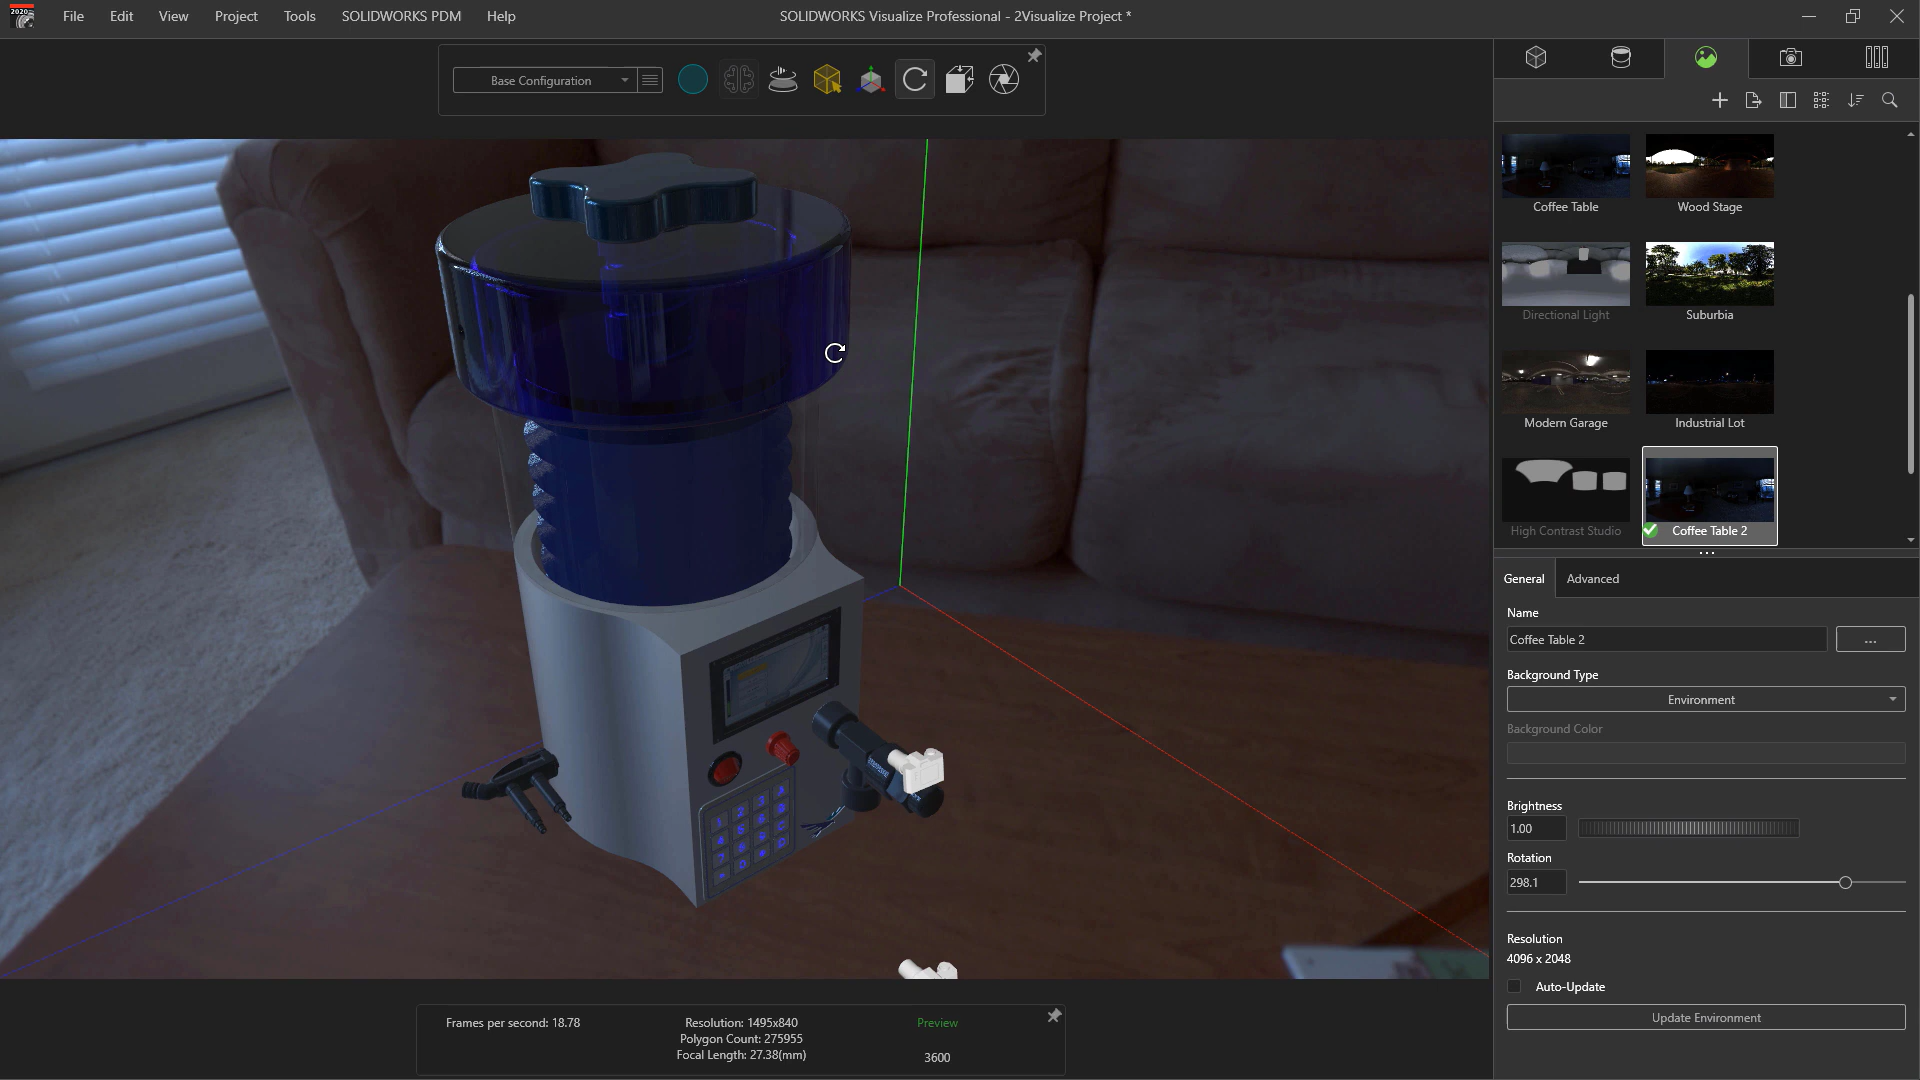 2020
File Edit View Project Tools SOLIDWORKS PDM Help
SOLIDWORKS Visualize Professional - 2Visualize Project *
Base Configuration
Coffee Table
Wood Stage
Directional Light
Suburbia
Modern Garage
Industrial Lot
High Contrast Studio
Coffee Table 2
General Advanced
Name
Coffee Table 2
...
Background Type
Environment
Background Color
Brightness
1.00
Rotation
298.1
Resolution
4096 x 2048
Auto-Update
Update Environment
Frames per second: 18.78
Resolution: 1495x840
Polygon Count: 275955
Focal Length: 27.38(mm)
Preview
3600